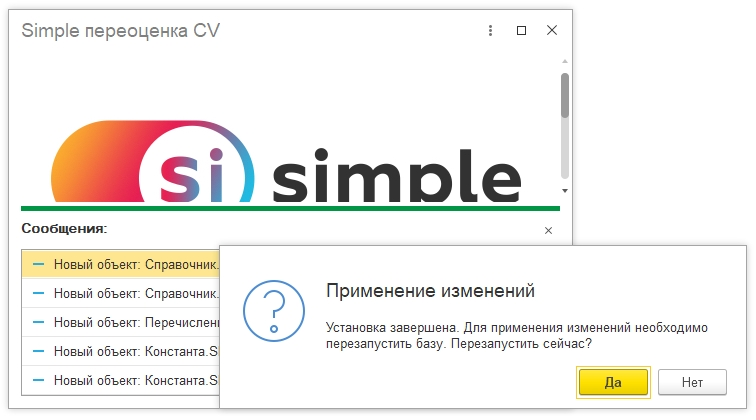 Simple переоценка CV
si simple
Сообщения:
Новый объект: Справочник.
Новый объект: Справочник.
Новый объект: Перечислени
Новый объект: Константа.S
Новый объект: Константа.S
Применение изменений
Установка завершена. Для применения изменений необходимо
перезапустить базу. Перезапустить сейчас?
Да Нет